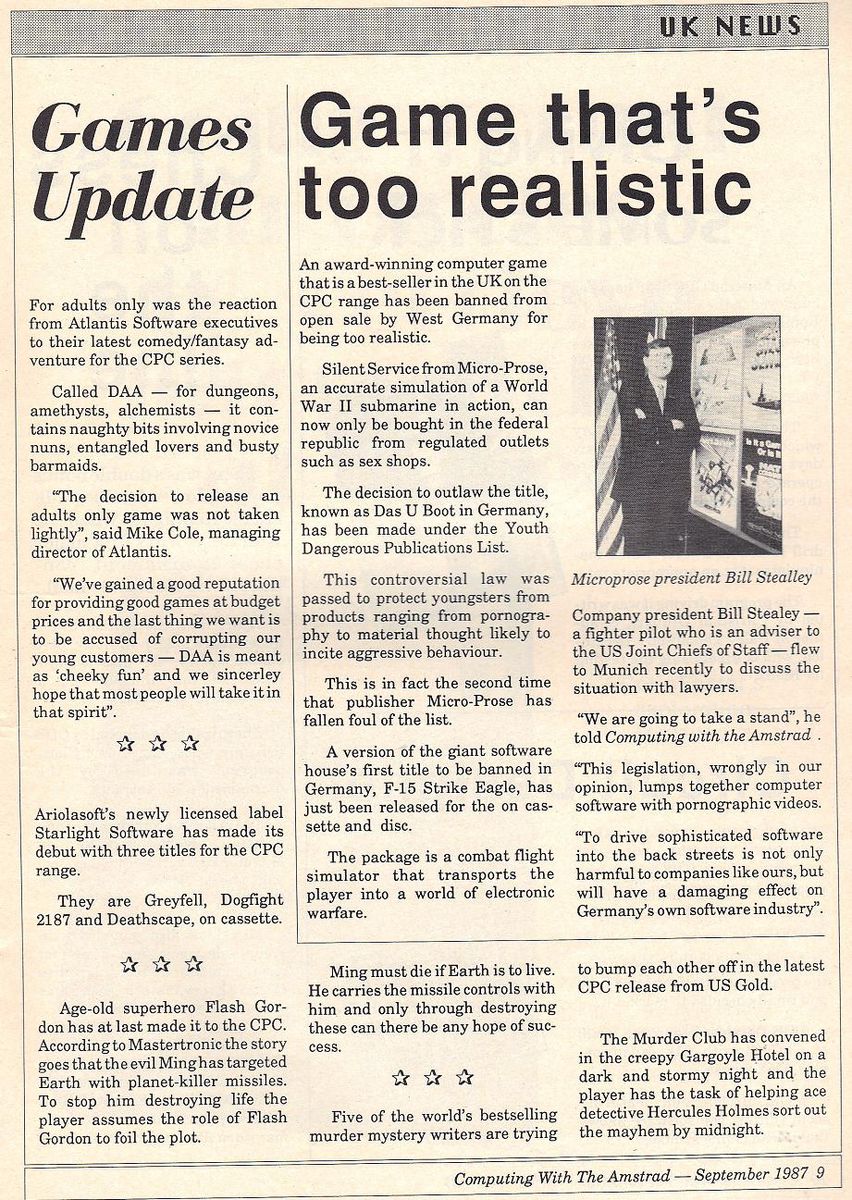 UK NEWS
Games
Update
For adults only was the reaction
from Atlantis Software executives
to their latest comedy/fantasy ad-
venture for the CPC series.
Called DAA — for dungeons,
amethysts, alchemists — it con-
tains naughty bits involving novice
nuns, entangled lovers and busty
barmaids.
"The decision to release an
adults only game was not taken
lightly", said Mike Cole, managing
director of Atlantis.
"We've gained a good reputation
for providing good games at budget
prices and the last thing we want is
to be accused of corrupting our
young customers — DAA is meant
as 'cheeky fun' and we sincerley
hope that most people will take it in
that spirit".
Ariolasoft's newly licensed label
Starlight Software has made its
debut with three titles for the CPC
range.
They are Greyfell, Dogfight
2187 and Deathscape, on cassette.
Age-old superhero Flash Gor-
don has at last made it to the CPC.
According to Mastertronic the story
goes that the evil Ming has targeted
Earth with planet-killer missiles.
To stop him destroying life the
player assumes the role of Flash
Gordon to foil the plot.
Ming must die if Earth is to live.
He carries the missile controls with
him and only through destroying
these can there be any hope of suc-
cess.
Five of the world's bestselling
murder mystery writers are trying
to bump each other off in the latest
CPC release from US Gold.
The Murder Club has convened
in the creepy Gargoyle Hotel on a
dark and stormy night and the
player has the task of helping ace
detective Hercules Holmes sort out
the mayhem by midnight.
Game that's
too realistic
An award-winning computer game
that is a best-seller in the UK on the
CPC range has been banned from
open sale by West Germany for
being too realistic.
Silent Service from Micro-Prose,
an accurate simulation of a World
War II submarine in action, can
now only be bought in the federal
republic from regulated outlets
such as sex shops.
The decision to outlaw the title,
known as Das U Boot in Germany,
has been made under the Youth
Dangerous Publications List.
This controversial law was
passed to protect youngsters from
products ranging from pornogra-
phy to material thought likely to
incite aggressive behaviour.
This is in fact the second time
that publisher Micro-Prose has
fallen foul of the list.
A version of the giant software
house's first title to be banned in
Germany, F-15 Strike Eagle, has
just been released for the on cas-
sette and disc.
The package is a combat flight
simulator that transports the
player into a world of electronic
warfare.
Microprose president Bill Stealley
Company president Bill Stealey —
a fighter pilot who is an adviser to
the US Joint Chiefs of Staff — flew
to Munich recently to discuss the
situation with lawyers.
"We are going to take a stand", he
told Computing with the Amstrad .
"This legislation, wrongly in our
opinion, lumps together computer
software with pornographic videos.
"To drive sophisticated software
into the back streets is not only
harmful to companies like ours, but
will have a damaging effect on
Germany's own software industry".
Computing With The Amstrad — September 1987 9